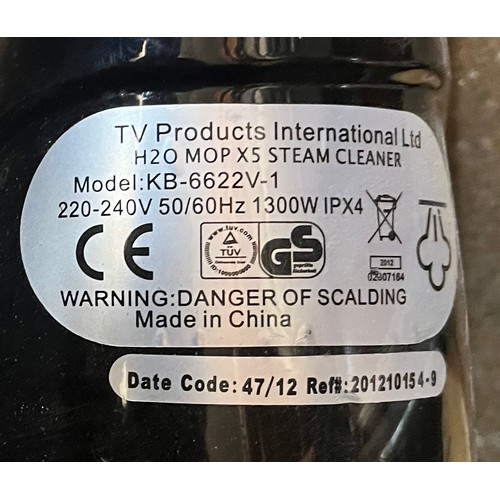 TV Products International Ltd
H2O MOP X5 STEAM CLEANER
Model:KB-6622V-1
220-240V 50/60Hz 1300W IPX4
CE TÜV GS
2012
WARNING:DANGER OF SCALDING
Made in China
Date Code: 47/12 Ref#:201210154-9